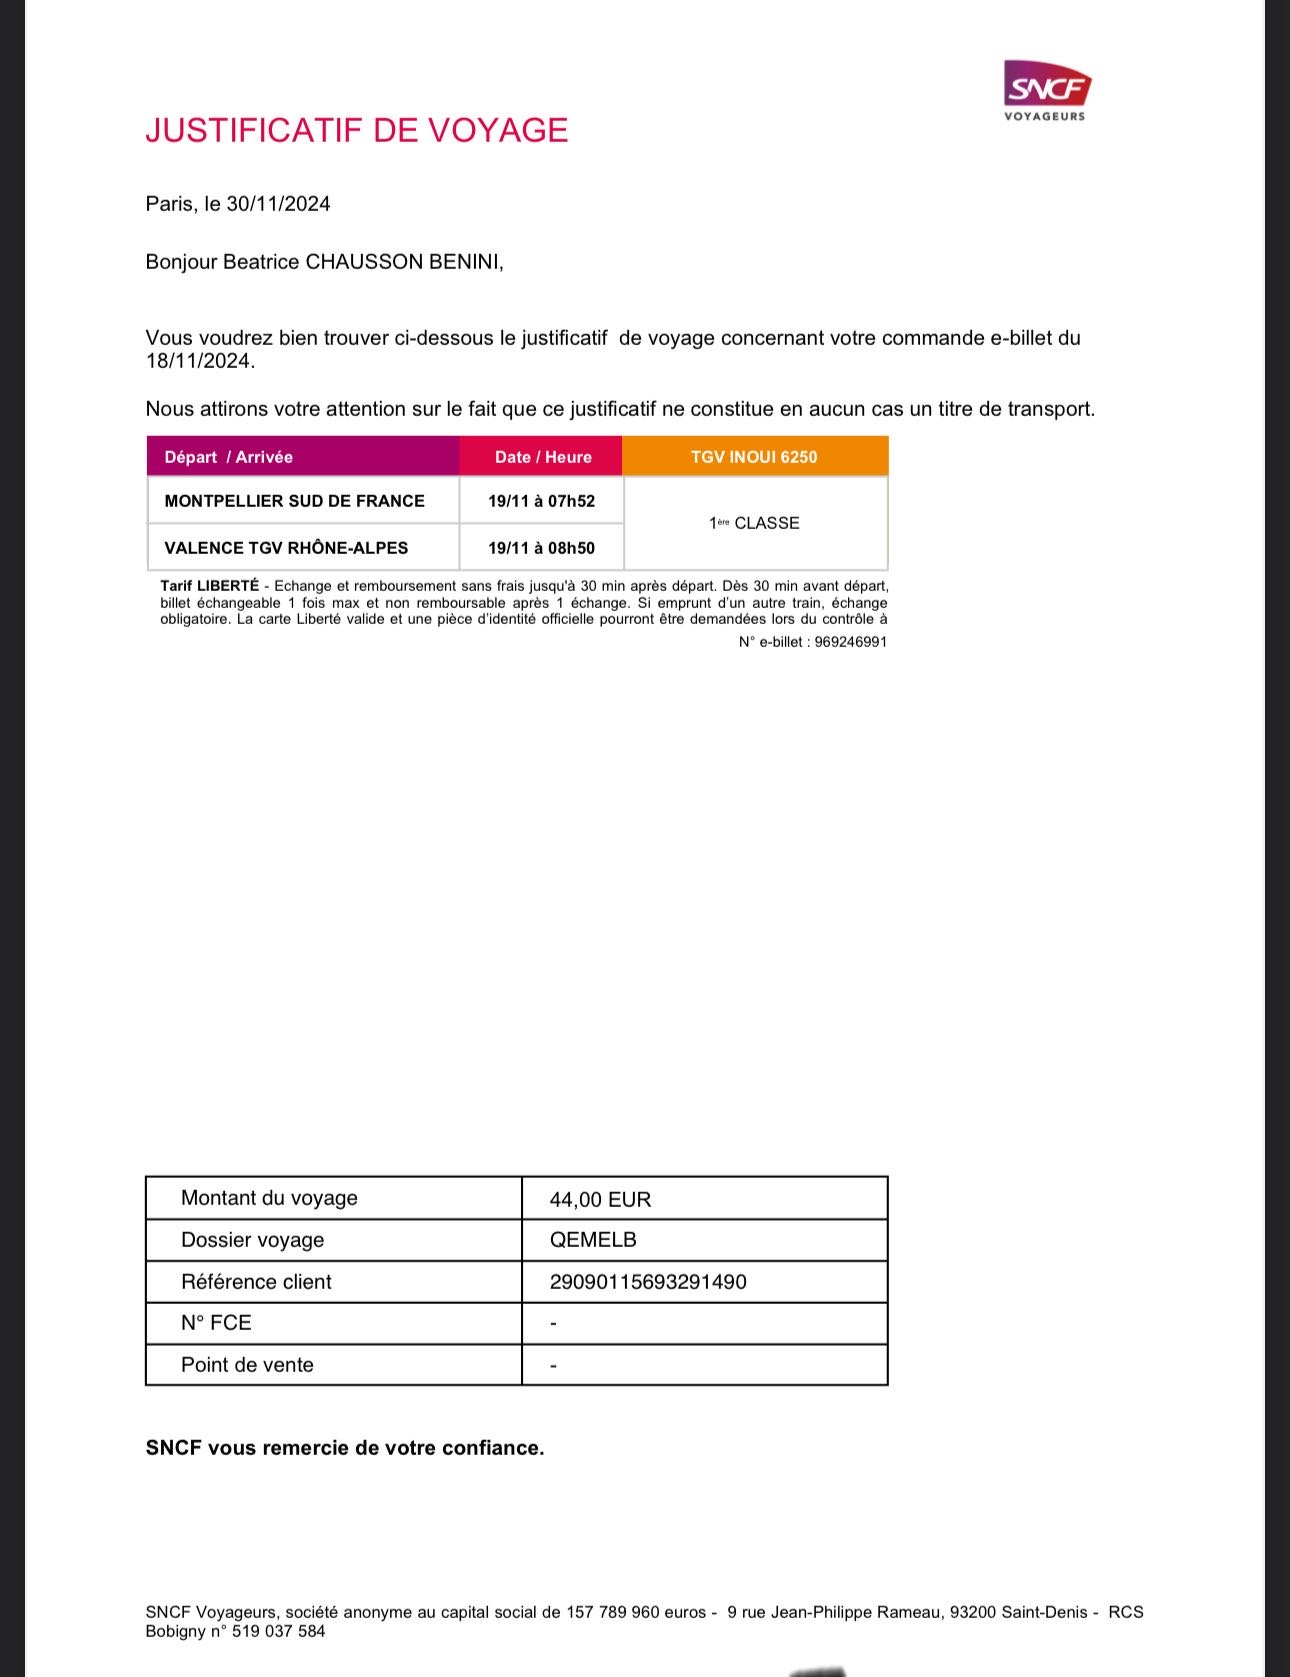 SNCF
VOYAGEURS
JUSTIFICATIF DE VOYAGE
Paris, le 30/11/2024
Bonjour Beatrice CHAUSSON BENINI,
Vous voudrez bien trouver ci-dessous le justificatif  de voyage concernant votre commande e-billet du
18/11/2024.
Nous attirons votre attention sur le fait que ce justificatif ne constitue en aucun cas un titre de transport.
Départ / Arrivée Date / Heure TGV INOUI 6250
MONTPELLIER SUD DE FRANCE 19/11 à 07h52
1ère CLASSE
VALENCE TGV RHÔNE-ALPES 19/11 à 08h50
Tarif LIBERTÉ - Echange et remboursement sans frais jusqu'à 30 min après départ. Dès 30 min avant départ,
billet échangeable 1 fois max et non remboursable après 1 échange. Si emprunt d'un autre train, échange
obligatoire. La carte Liberté valide et une pièce d'identité officielle pourront être demandées lors du contrôle à
N° e-billet : 969246991
Montant du voyage 44,00 EUR
Dossier voyage QEMELB
Référence client 29090115693291490
N° FCE -
Point de vente -
SNCF vous remercie de votre confiance.
SNCF Voyageurs, société anonyme au capital social de 157 789 960 euros - 9 rue Jean-Philippe Rameau, 93200 Saint-Denis - RCS
Bobigny n° 519 037 584